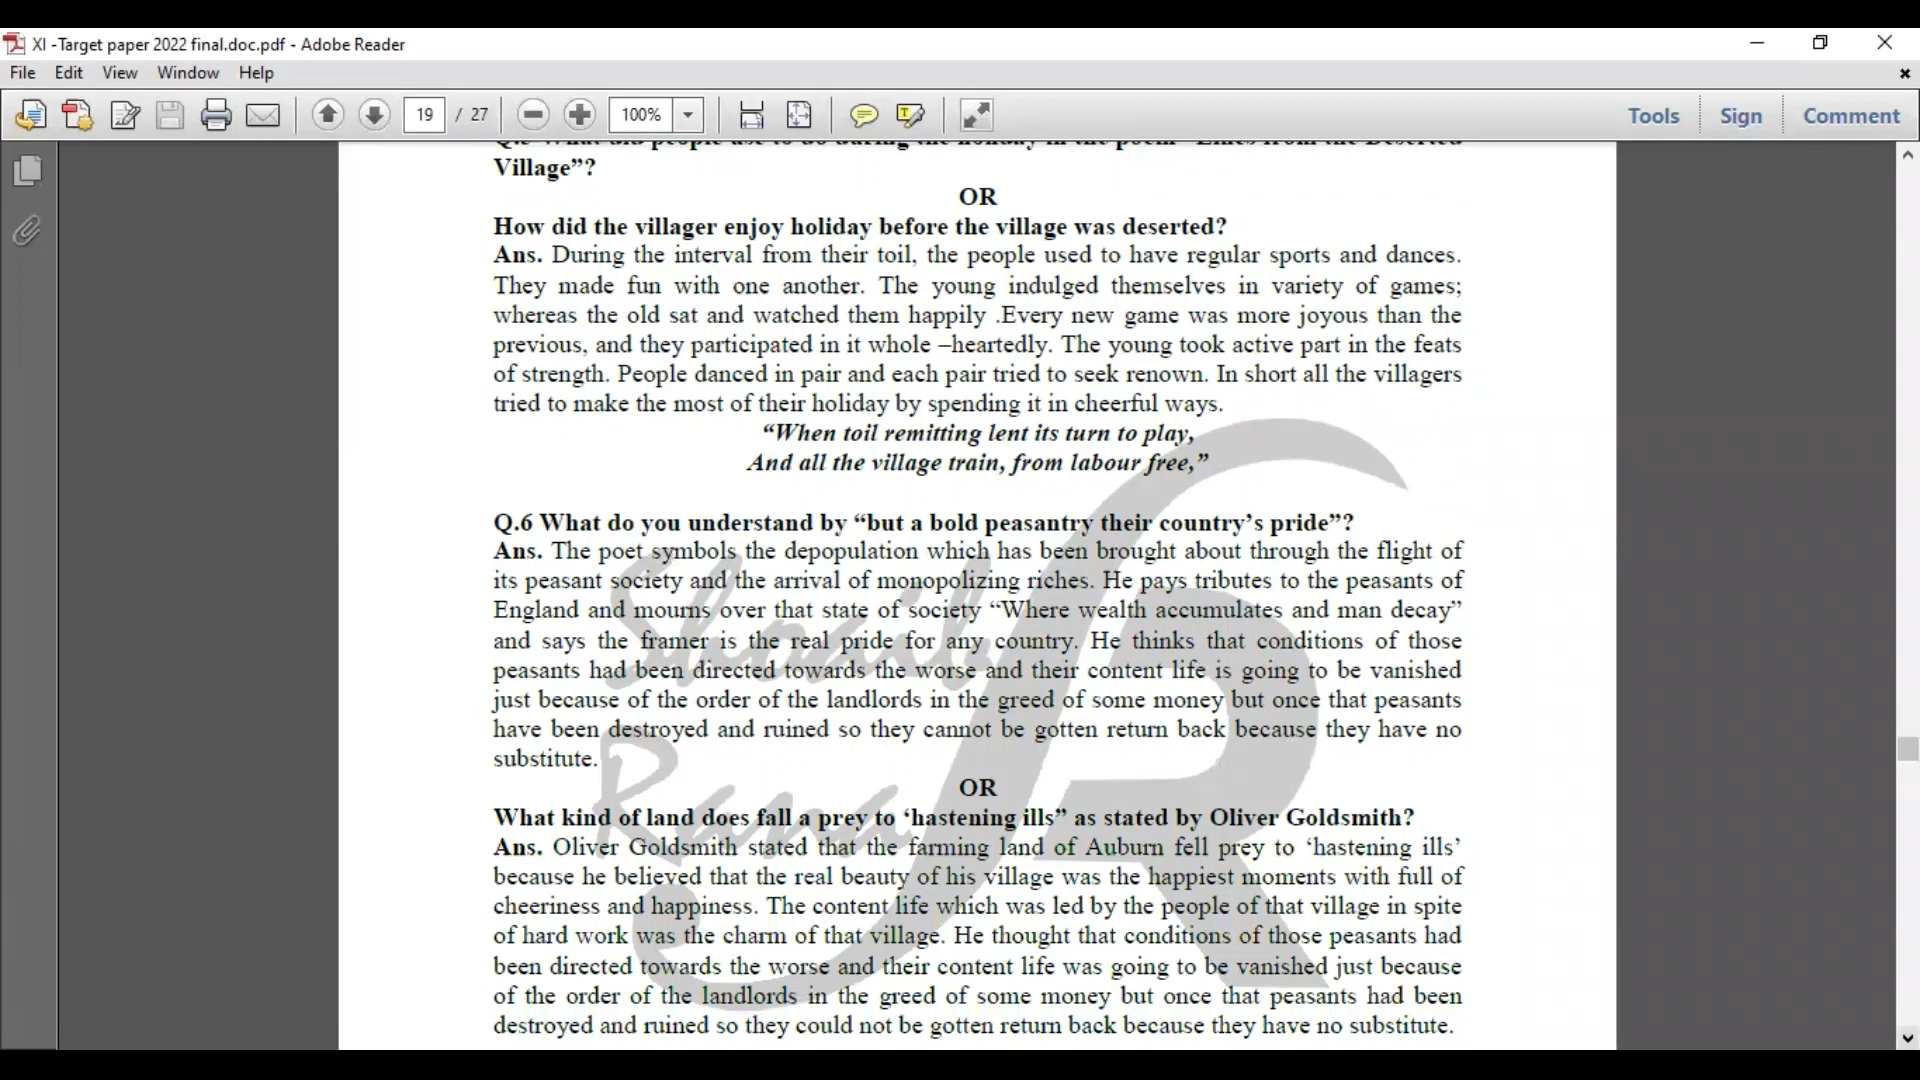 XI -Target paper 2022 final.doc.pdf - Adobe Reader
File Edit View Window Help
19 / 27 100% Tools Sign Comment
Q.5 What did people use to do during the holiday in the poem “Lines from the Deserted
Village”?
OR
How did the villager enjoy holiday before the village was deserted?
Ans. During the interval from their toil, the people used to have regular sports and dances.
They made fun with one another. The young indulged themselves in variety of games;
whereas the old sat and watched them happily .Every new game was more joyous than the
previous, and they participated in it whole –heartedly. The young took active part in the feats
of strength. People danced in pair and each pair tried to seek renown. In short all the villagers
tried to make the most of their holiday by spending it in cheerful ways.
“When toil remitting lent its turn to play,
And all the village train, from labour free,”
Q.6 What do you understand by “but a bold peasantry their country’s pride”?
Ans. The poet symbols the depopulation which has been brought about through the flight of
its peasant society and the arrival of monopolizing riches. He pays tributes to the peasants of
England and mourns over that state of society “Where wealth accumulates and man decay”
and says the framer is the real pride for any country. He thinks that conditions of those
peasants had been directed towards the worse and their content life is going to be vanished
just because of the order of the landlords in the greed of some money but once that peasants
have been destroyed and ruined so they cannot be gotten return back because they have no
substitute.
OR
What kind of land does fall a prey to ‘hastening ills” as stated by Oliver Goldsmith?
Ans. Oliver Goldsmith stated that the farming land of Auburn fell prey to ‘hastening ills’
because he believed that the real beauty of his village was the happiest moments with full of
cheeriness and happiness. The content life which was led by the people of that village in spite
of hard work was the charm of that village. He thought that conditions of those peasants had
been directed towards the worse and their content life was going to be vanished just because
of the order of the landlords in the greed of some money but once that peasants had been
destroyed and ruined so they could not be gotten return back because they have no substitute.
Shoaib
Rana